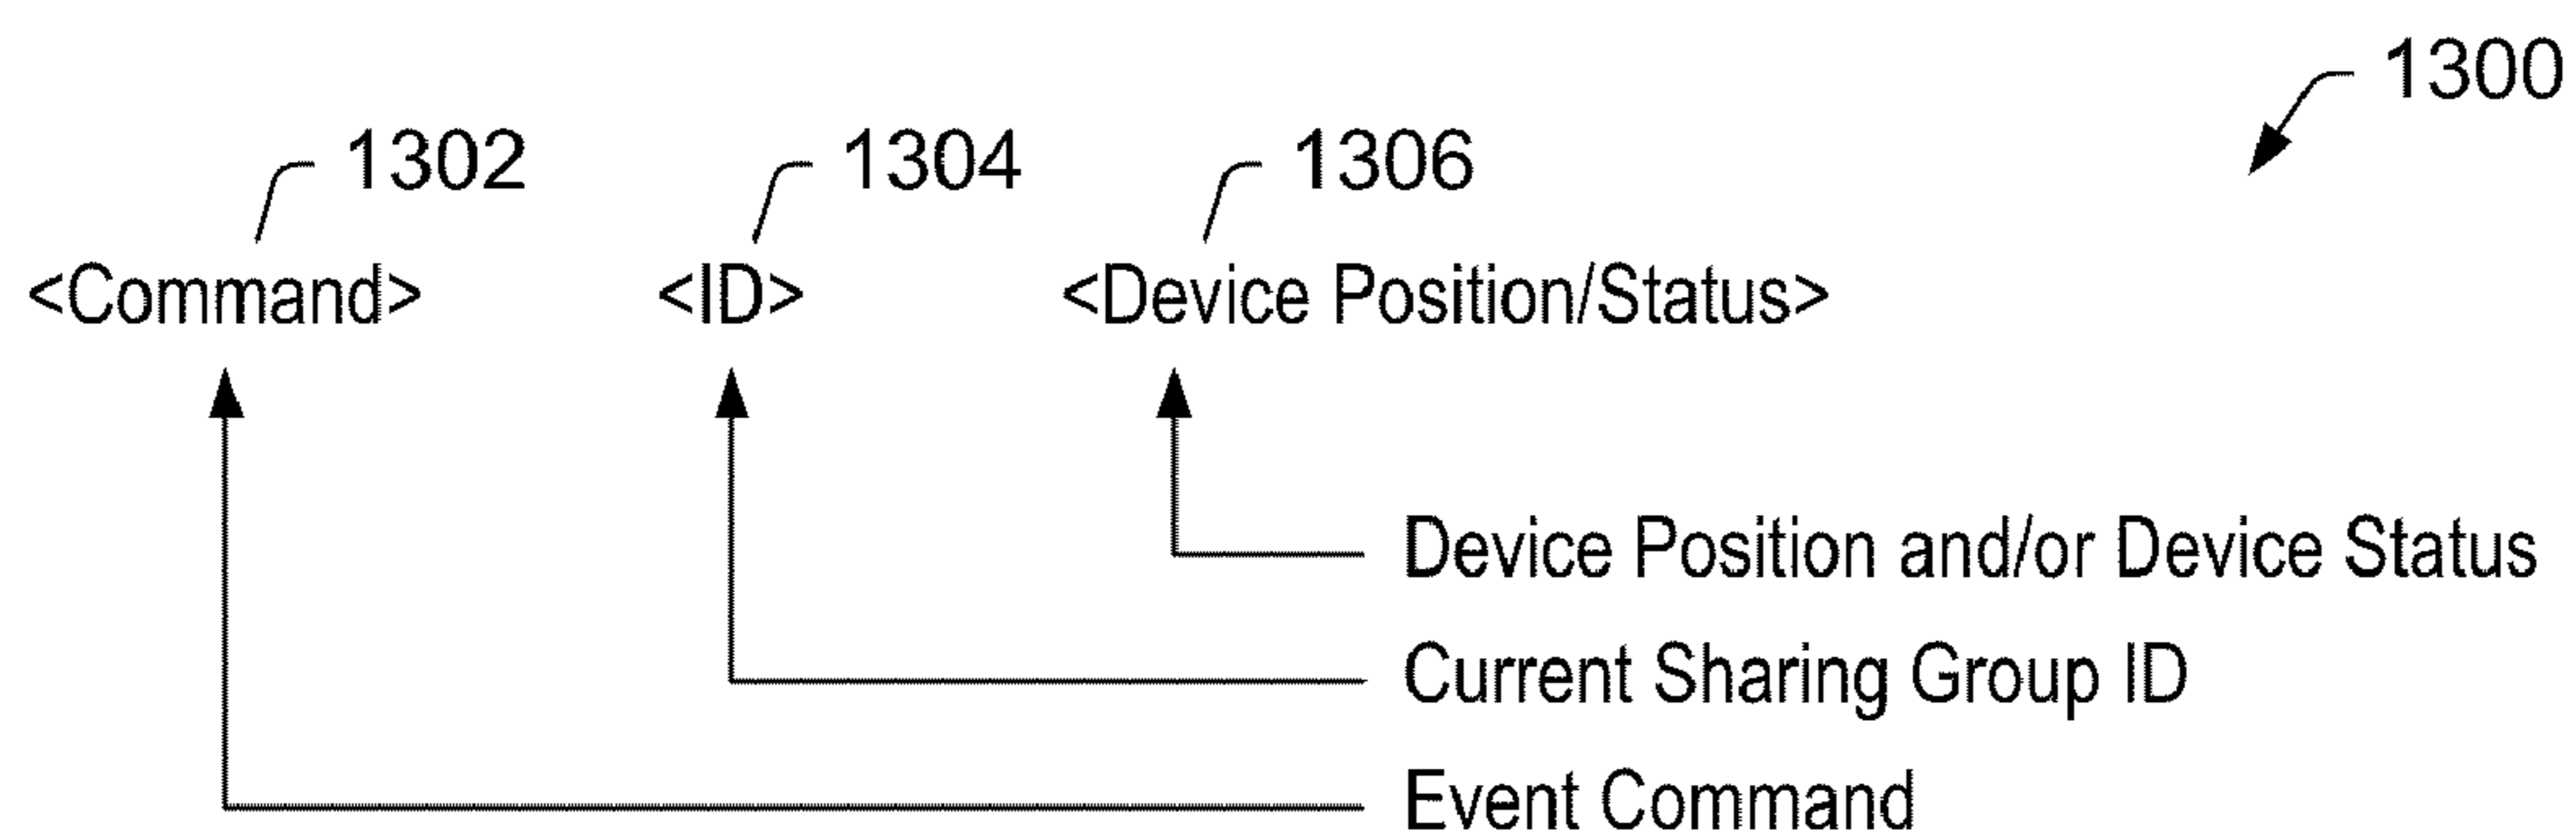 1300
1302 1304 1306
<Command> <ID> <Device Position/Status>
Device Position and/or Device Status
Current Sharing Group ID
Event Command